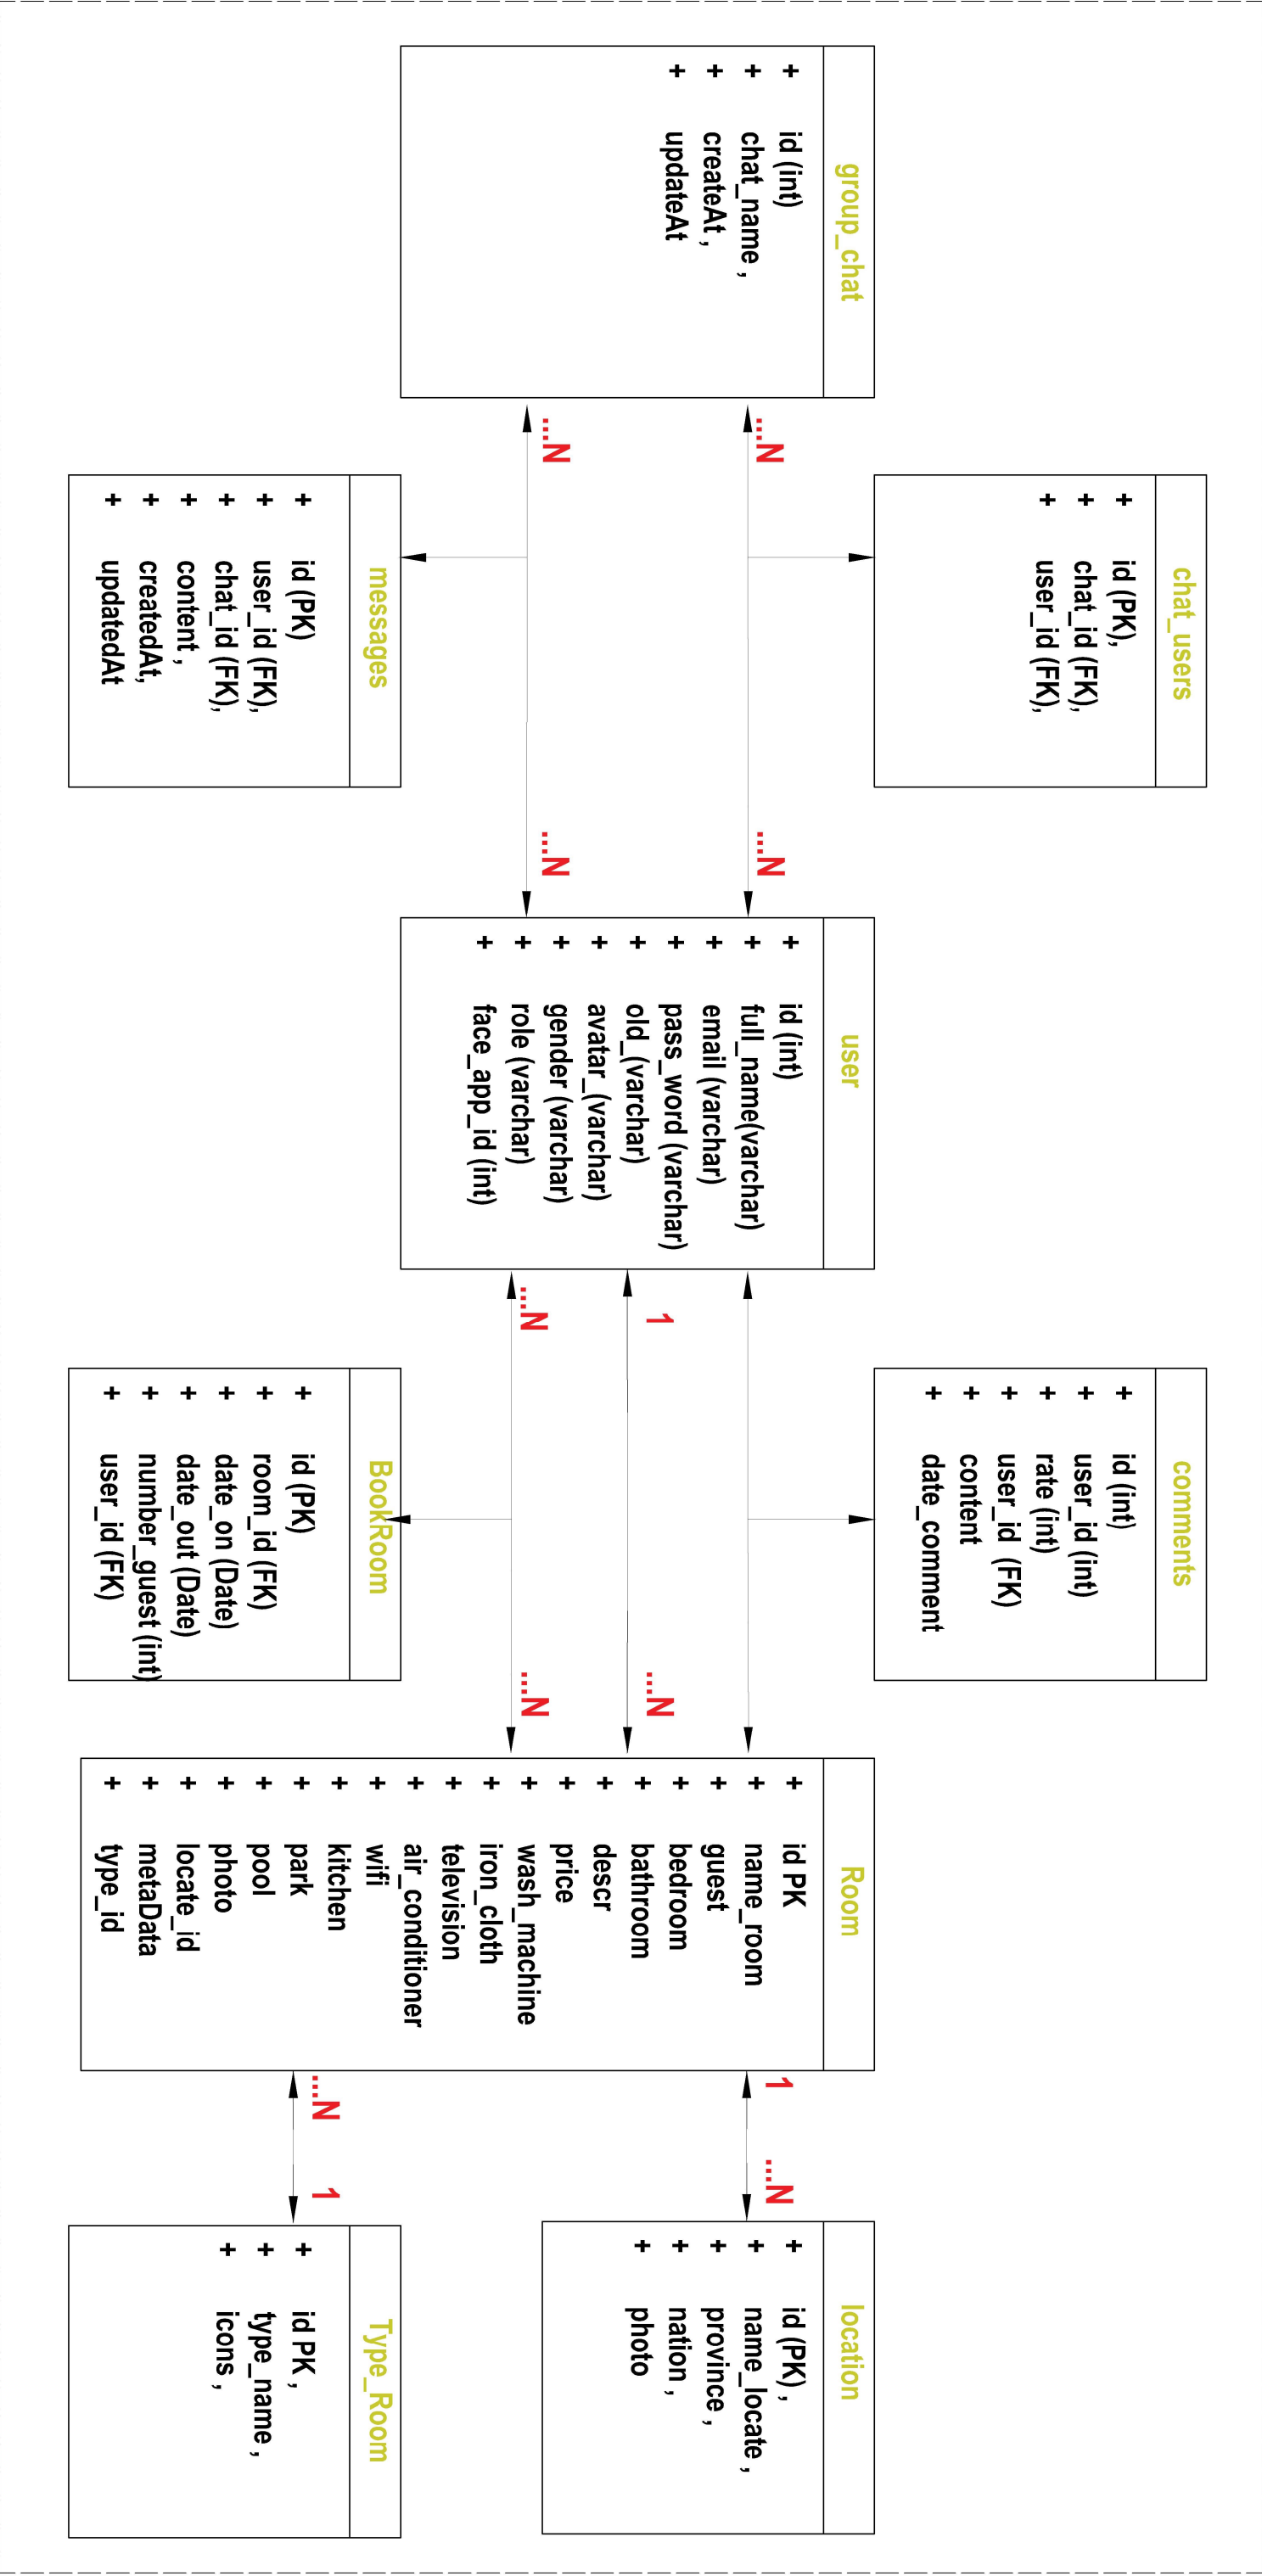 group_chat
+ id (int)
+ chat_name ,
+ createAt ,
+ updateAt
...N
...N
chat_users
+ id (PK),
+ chat_id (FK),
+ user_id (FK),
messages
+ id (PK)
+ user_id (FK),
+ chat_id (FK),
+ content ,
+ createdAt,
+ updatedAt
...N
...N
user
+ id (int)
+ full_name(varchar)
+ email (varchar)
+ pass_word (varchar)
+ old_(varchar)
+ avatar_(varchar)
+ gender (varchar)
+ role (varchar)
+ face_app_id (int)
1
...N
comments
+ id (int)
+ user_id (int)
+ rate (int)
+ user_id (FK)
+ content
+ date_comment
BookRoom
+ id (PK)
+ room_id (FK)
+ date_on (Date)
+ date_out (Date)
+ number_guest (int)
+ user_id (FK)
...N
...N
Room
+ id PK
+ name_room
+ guest
+ bedroom
+ bathroom
+ descr
+ price
+ wash_machine
+ iron_cloth
+ television
+ air_conditioner
+ wifi
+ kitchen
+ park
+ pool
+ photo
+ locate_id
+ metaData
+ type_id
1
...N
...N
1
location
+ id (PK) ,
+ name_locate ,
+ province ,
+ nation ,
+ photo
Type_Room
+ id PK ,
+ type_name ,
+ icons ,